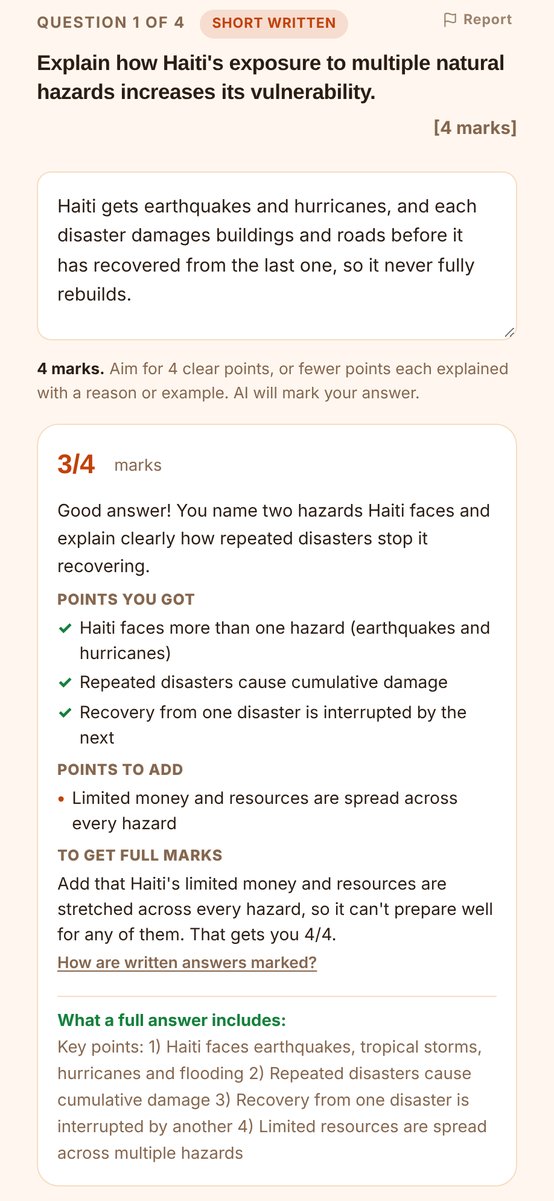 QUESTION 1 OF 4 SHORT WRITTEN Report
Explain how Haiti's exposure to multiple natural
hazards increases its vulnerability.
[4 marks]
Haiti gets earthquakes and hurricanes, and each
disaster damages buildings and roads before it
has recovered from the last one, so it never fully
rebuilds.
4 marks. Aim for 4 clear points, or fewer points each explained
with a reason or example. AI will mark your answer.
3/4 marks
Good answer! You name two hazards Haiti faces and
explain clearly how repeated disasters stop it
recovering.
POINTS YOU GOT
✓ Haiti faces more than one hazard (earthquakes and
hurricanes)
✓ Repeated disasters cause cumulative damage
✓ Recovery from one disaster is interrupted by the
next
POINTS TO ADD
• Limited money and resources are spread across
every hazard
TO GET FULL MARKS
Add that Haiti's limited money and resources are
stretched across every hazard, so it can't prepare well
for any of them. That gets you 4/4.
How are written answers marked?
What a full answer includes:
Key points: 1) Haiti faces earthquakes, tropical storms,
hurricanes and flooding 2) Repeated disasters cause
cumulative damage 3) Recovery from one disaster is
interrupted by another 4) Limited resources are spread
across multiple hazards